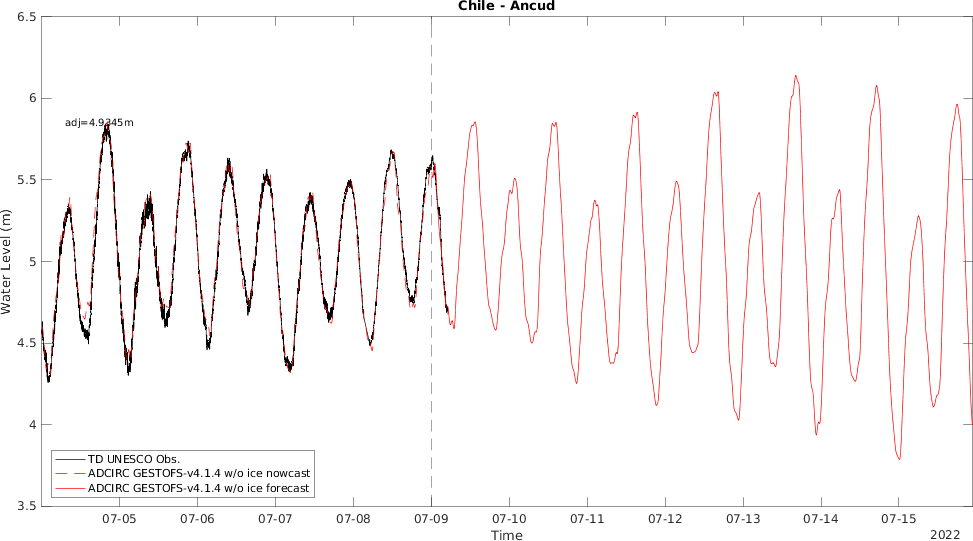 Chile - Ancud
6.5
6
5.5
5
4.5
4
3.5
Water Level (m)
adj=4.9345m
TD UNESCO Obs.
ADCIRC GESTOFS-v4.1.4 w/o ice nowcast
ADCIRC GESTOFS-v4.1.4 w/o ice forecast
07-05 07-06 07-07 07-08 07-09 07-10 07-11 07-12 07-13 07-14 07-15
Time
2022